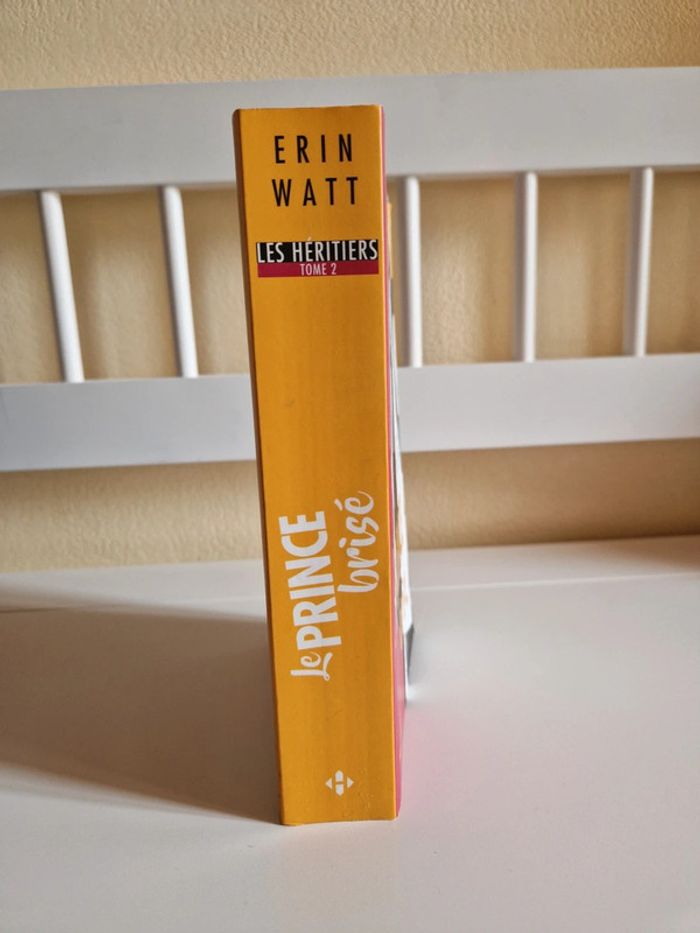 ERIN
WATT
LES HÉRITIERS
TOME 2
Le PRINCE
brisé